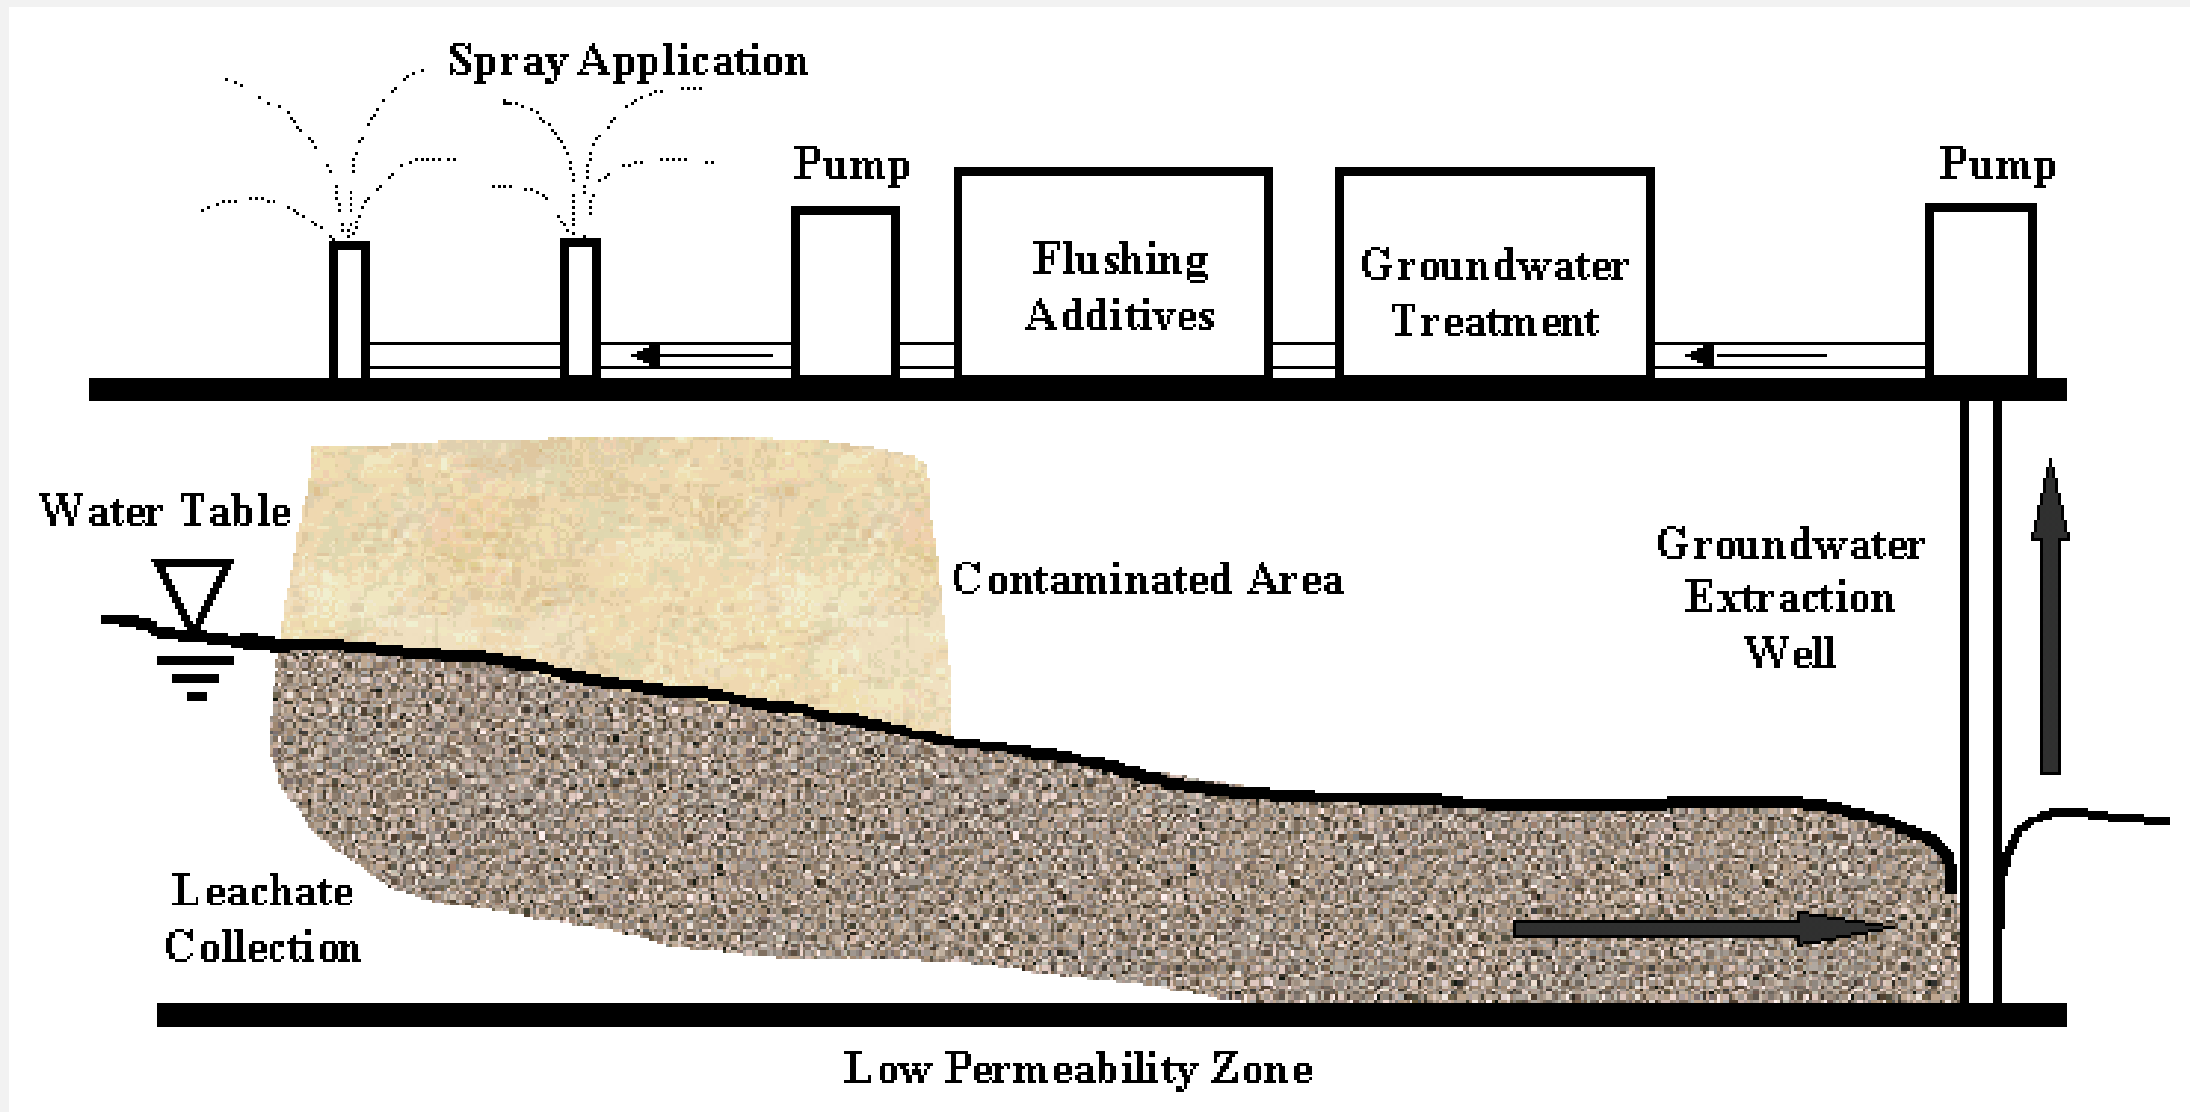 Spray Application
Pump
Pump
Flushing
Additives
Groundwater
Treatment
Water Table
Contaminated Area
Groundwater
Extraction
Well
Leachate
Collection
Low Permeability Zone